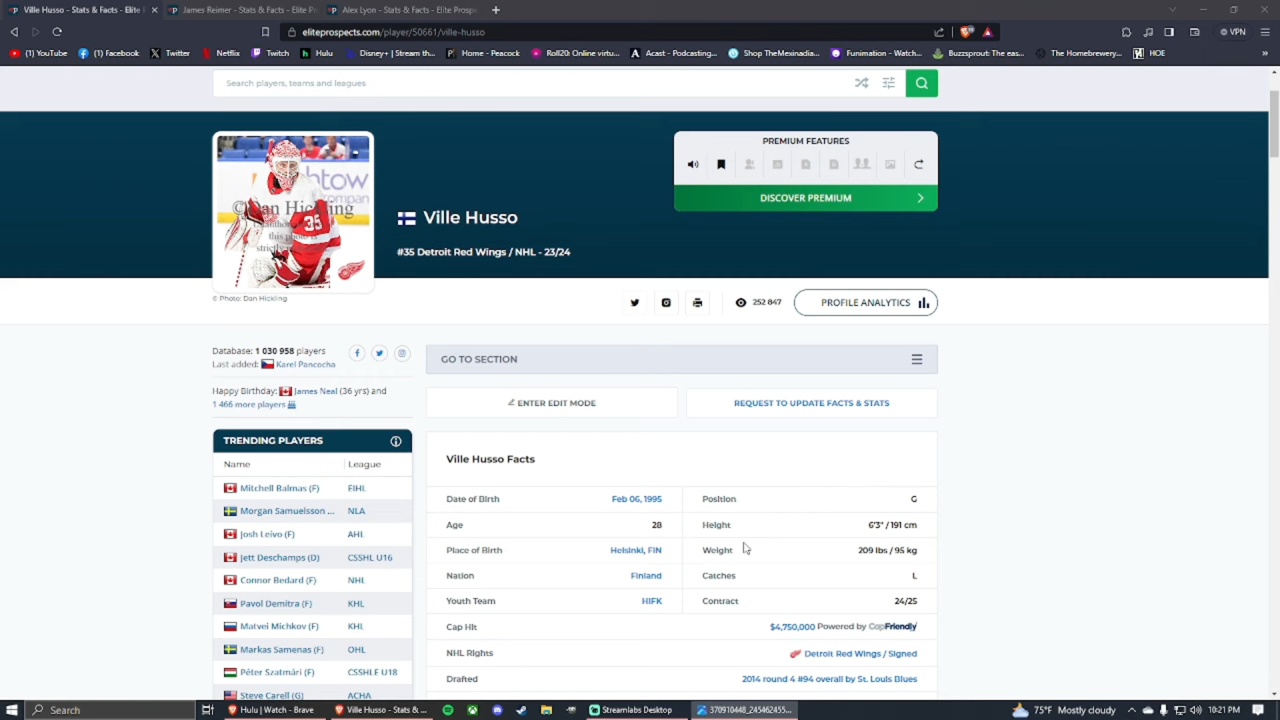 Ville Husso - Stats & Facts - Elite
James Reimer - Stats & Facts - Elite Pr
Alex Lyon - Stats & Facts - Elite Prosp
eliteprospects.com/player/50661/ville-husso
VPN
(1) YouTube
(2) Facebook
Twitter
Netflix
Twitch
Hulu
Disney+ | Stream th...
Home - Peacock
Roll20: Online virtu...
Acast - Podcasting...
Shop TheMexinadia...
Funimation - Watch...
Buzzsprout: The eas...
The Homebrewery...
HOE
Search players, teams and leagues
PREMIUM FEATURES
DISCOVER PREMIUM
35
Ville Husso
#35 Detroit Red Wings / NHL - 23/24
© Photo: Dan Hickling
252 847
PROFILE ANALYTICS
Database: 1 030 958 players
Last added: Karel Pancocha
Happy Birthday: James Neal (36 yrs) and
1 466 more players
GO TO SECTION
ENTER EDIT MODE
REQUEST TO UPDATE FACTS & STATS
TRENDING PLAYERS
Name League
Mitchell Balmas (F) EIHL
Morgan Samuelsson ... NLA
Josh Leivo (F) AHL
Jett Deschamps (D) CSSHL U16
Connor Bedard (F) NHL
Pavol Demitra (F) KHL
Matvei Michkov (F) KHL
Markas Samenas (F) OHL
Péter Szatmári (F) CSSHLE U18
Steve Carell (G) ACHA
Ville Husso Facts
Date of Birth Feb 06, 1995 Position G
Age 28 Height 6'3" / 191 cm
Place of Birth Helsinki, FIN Weight 209 lbs / 95 kg
Nation Finland Catches L
Youth Team HIFK Contract 24/25
Cap Hit $4,750,000 Powered by CapFriendly
NHL Rights Detroit Red Wings / Signed
Drafted 2014 round 4 #94 overall by St. Louis Blues
Search
Hulu | Watch - Brave
Ville Husso - Stats & ...
Streamlabs Desktop
370910448_245462455...
75°F Mostly cloudy
10:21 PM